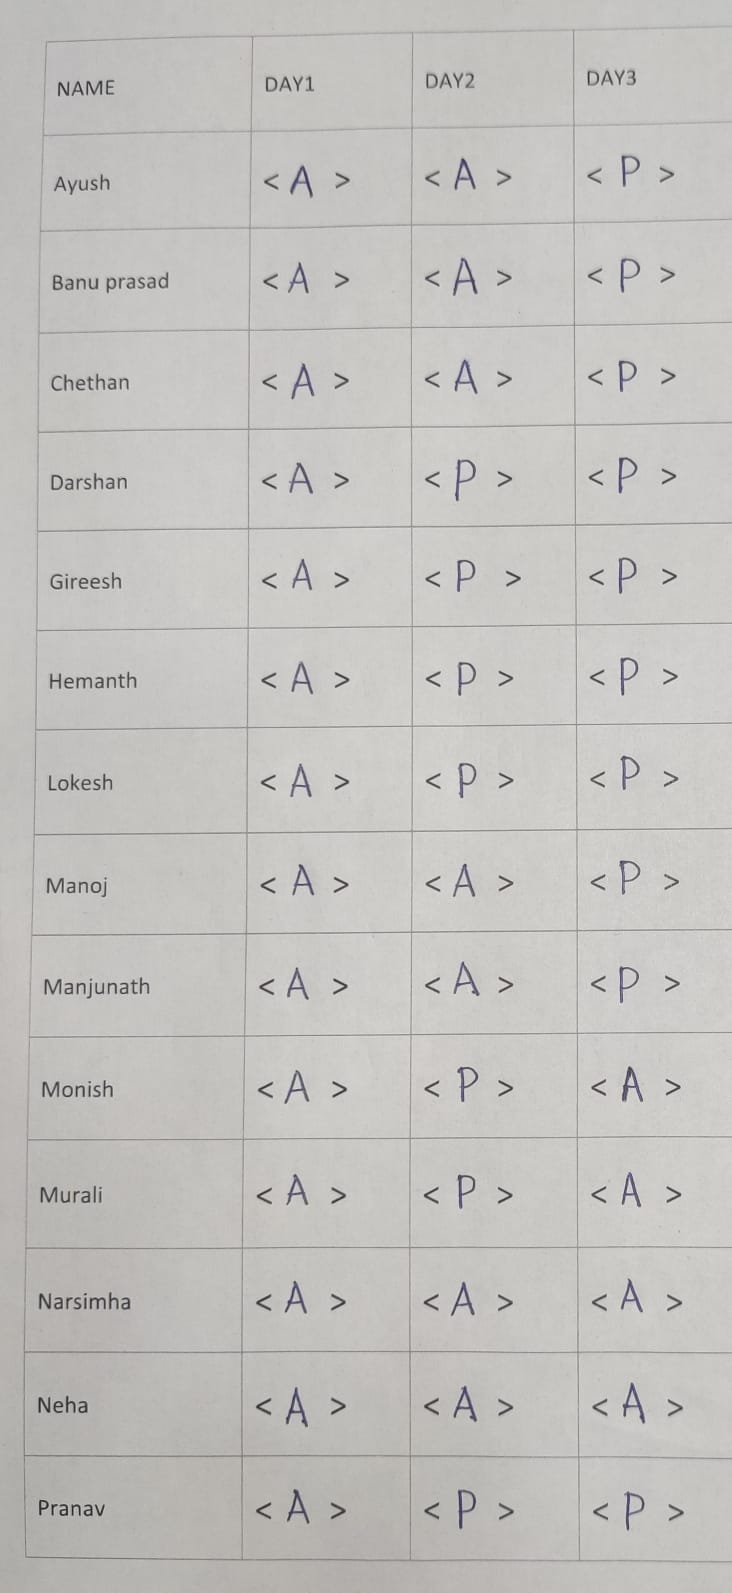 NAME DAY1 DAY2 DAY3
Ayush < A > < A > < P >
Banu prasad < A > < A > < P >
Chethan < A > < A > < P >
Darshan < A > < P > < P >
Gireesh < A > < P > < P >
Hemanth < A > < P > < P >
Lokesh < A > < P > < P >
Manoj < A > < A > < P >
Manjunath < A > < A > < P >
Monish < A > < P > < A >
Murali < A > < P > < A >
Narsimha < A > < A > < A >
Neha < A > < A > < A >
Pranav < A > < P > < P >